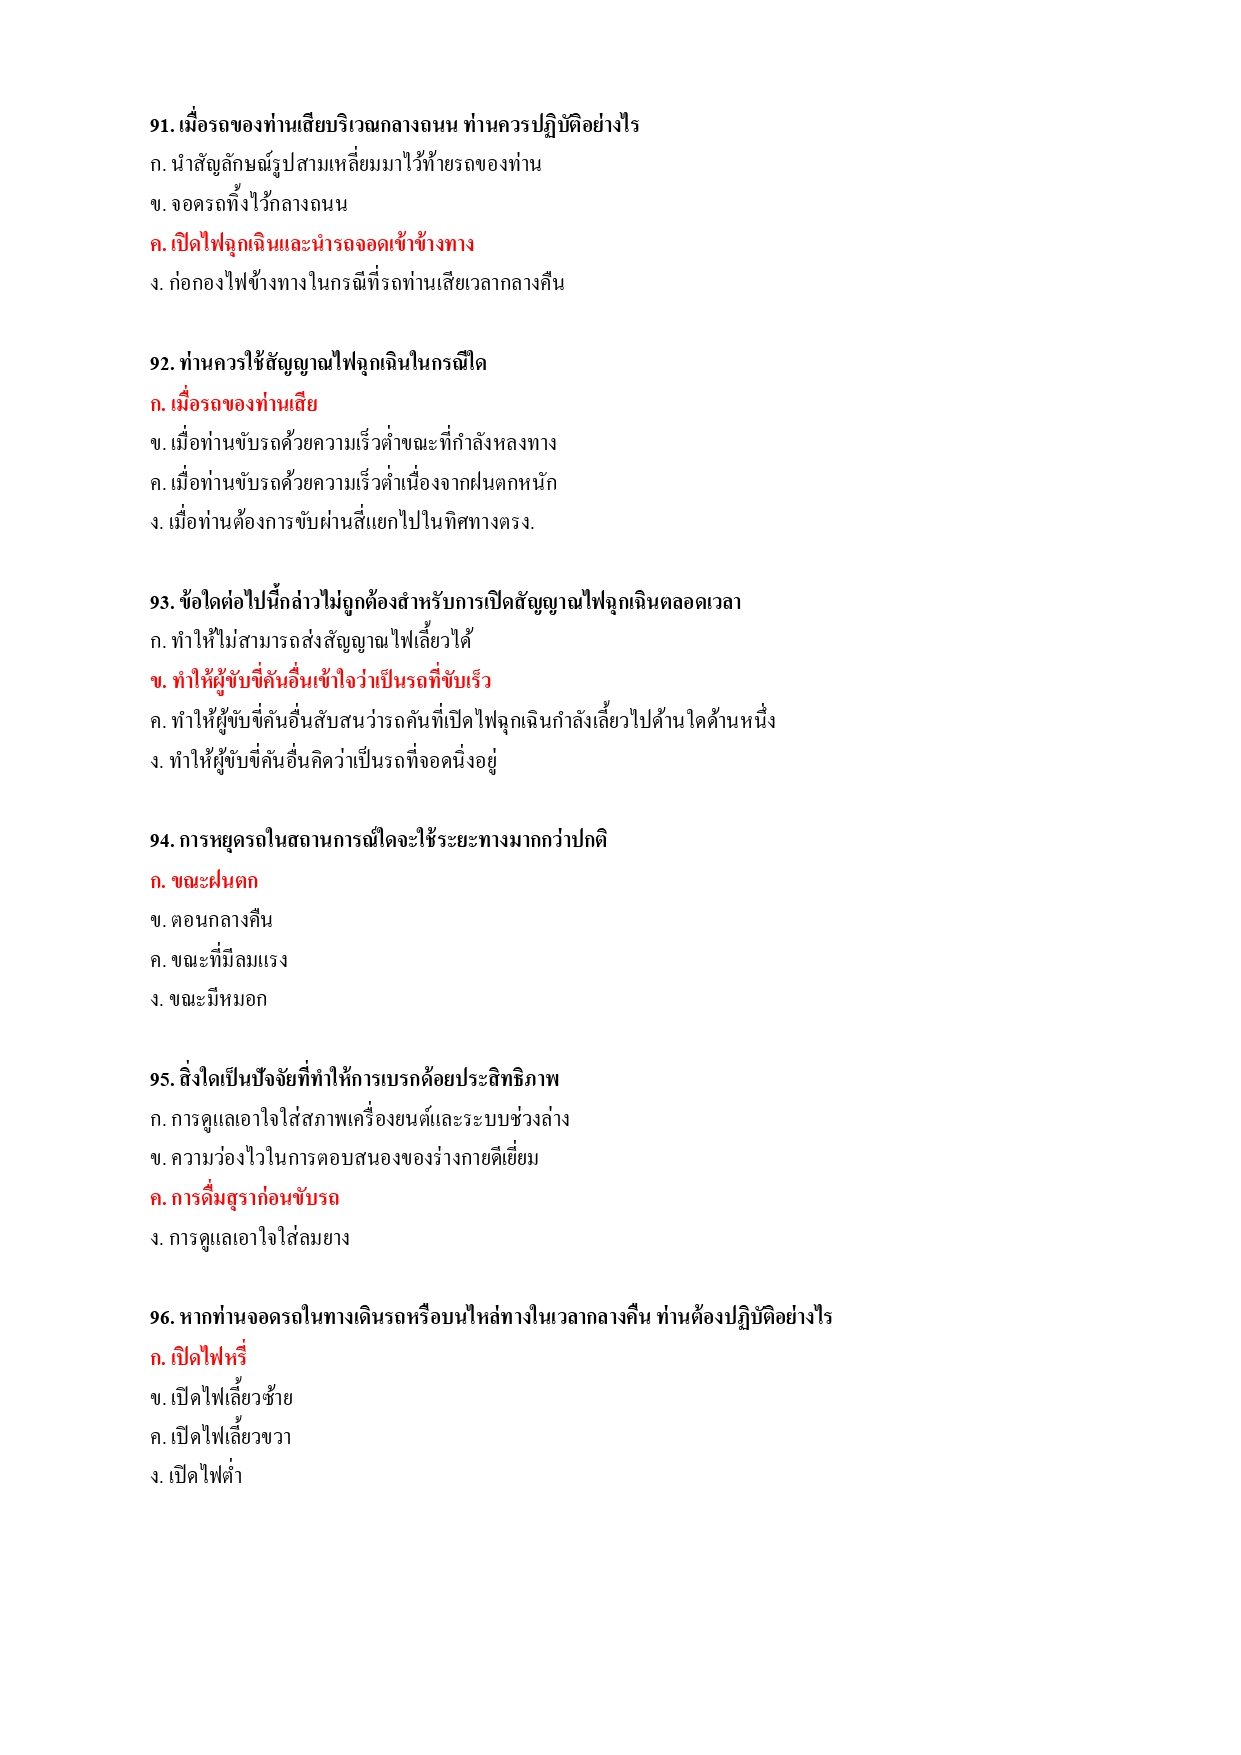 91. เมื่อรถของท่านเสียบริเวณกลางถนน ท่านควรปฏิบัติอย่างไร
ก. นำสัญลักษณ์รูปสามเหลี่ยมมาไว้ท้ายรถของท่าน
ข. จอดรถทิ้งไว้กลางถนน
ค. เปิดไฟฉุกเฉินและนำรถจอดเข้าข้างทาง
ง. ก่อกองไฟข้างทางในกรณีที่รถท่านเสียเวลากลางคืน
92. ท่านควรใช้สัญญาณไฟฉุกเฉินในกรณีใด
ก. เมื่อรถของท่านเสีย
ข. เมื่อท่านขับรถด้วยความเร็วต่ำขณะที่กำลังหลงทาง
ค. เมื่อท่านขับรถด้วยความเร็วต่ำเนื่องจากฝนตกหนัก
ง. เมื่อท่านต้องการขับผ่านสี่แยกไปในทิศทางตรง.
93. ข้อใดต่อไปนี้กล่าวไม่ถูกต้องสำหรับการเปิดสัญญาณไฟฉุกเฉินตลอดเวลา
ก. ทำให้ไม่สามารถส่งสัญญาณไฟเลี้ยวได้
ข. ทำให้ผู้ขับขี่คันอื่นเข้าใจว่าเป็นรถที่ขับเร็ว
ค. ทำให้ผู้ขับขี่คันอื่นสับสนว่ารถคันที่เปิดไฟฉุกเฉินกำลังเลี้ยวไปด้านใดด้านหนึ่ง
ง. ทำให้ผู้ขับขี่คันอื่นคิดว่าเป็นรถที่จอดนิ่งอยู่
94. การหยุดรถในสถานการณ์ใดจะใช้ระยะทางมากกว่าปกติ
ก. ขณะฝนตก
ข. ตอนกลางคืน
ค. ขณะที่มีลมแรง
ง. ขณะมีหมอก
95. สิ่งใดเป็นปัจจัยที่ทำให้การเบรกด้อยประสิทธิภาพ
ก. การดูแลเอาใจใส่สภาพเครื่องยนต์และระบบช่วงล่าง
ข. ความว่องไวในการตอบสนองของร่างกายดีเยี่ยม
ค. การดื่มสุราก่อนขับรถ
ง. การดูแลเอาใจใส่ลมยาง
96. หากท่านจอดรถในทางเดินรถหรือบนไหล่ทางในเวลากลางคืน ท่านต้องปฏิบัติอย่างไร
ก. เปิดไฟหรี่
ข. เปิดไฟเลี้ยวซ้าย
ค. เปิดไฟเลี้ยวขวา
ง. เปิดไฟต่ำ